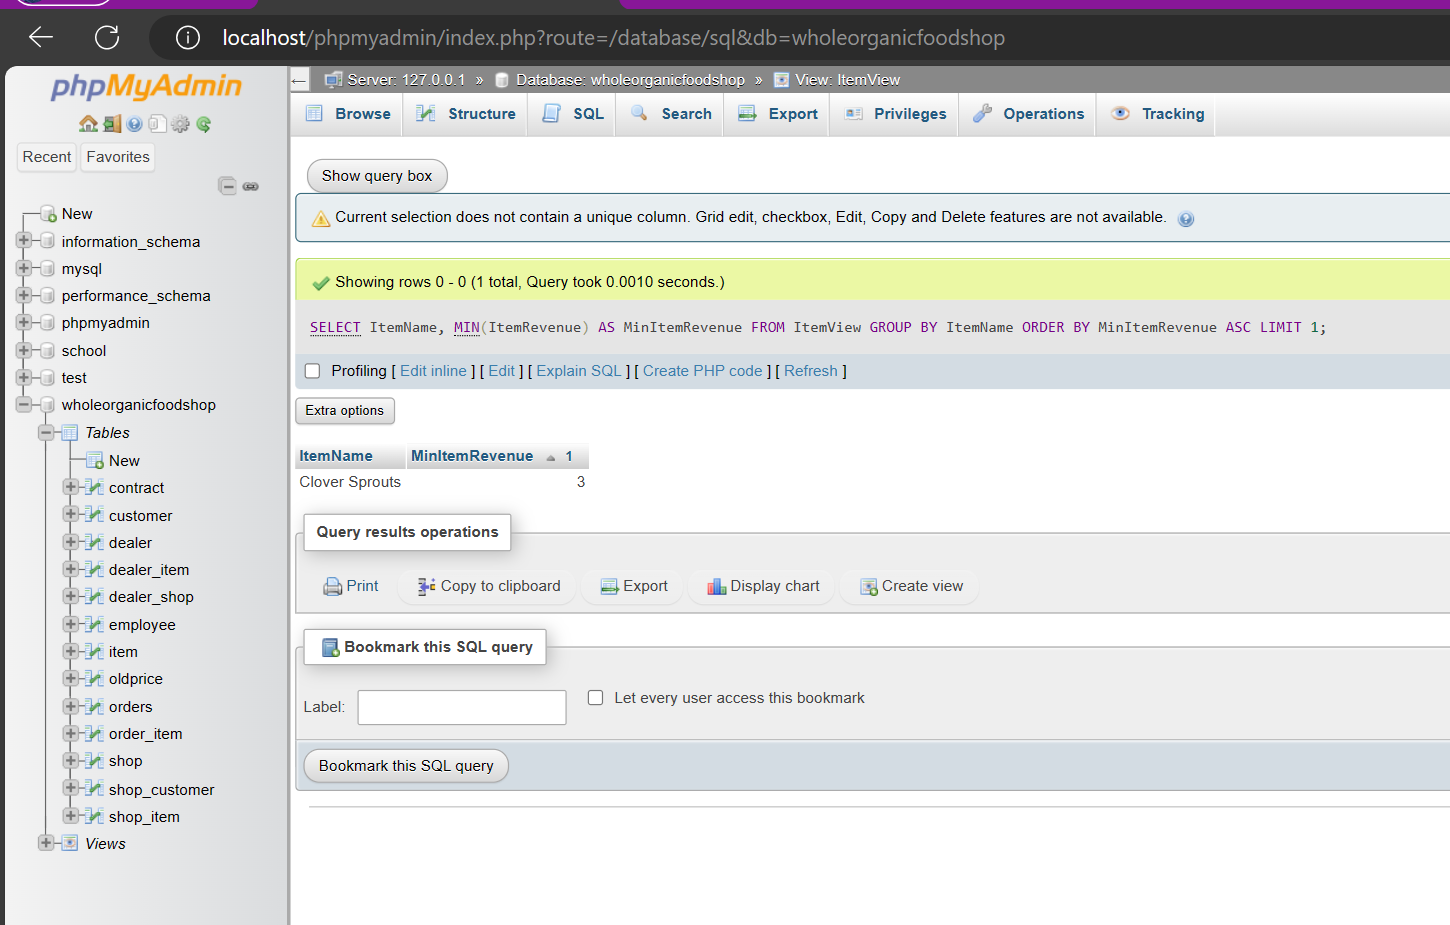 localhost/phpmyadmin/index.php?route=/database/sql&db=wholeorganicfoodshop
phpMyAdmin
Recent
Favorites
New
information_schema
mysql
performance_schema
phpmyadmin
school
test
wholeorganicfoodshop
Tables
New
contract
customer
dealer
dealer_item
dealer_shop
employee
item
oldprice
orders
order_item
shop
shop_customer
shop_item
Views
← Server: 127.0.0.1 » Database: wholeorganicfoodshop » View: ItemView
Browse Structure SQL Search Export Privileges Operations Tracking
Show query box
Current selection does not contain a unique column. Grid edit, checkbox, Edit, Copy and Delete features are not available.
Showing rows 0 - 0 (1 total, Query took 0.0010 seconds.)
SELECT ItemName, MIN(ItemRevenue) AS MinItemRevenue FROM ItemView GROUP BY ItemName ORDER BY MinItemRevenue ASC LIMIT 1;
Profiling [ Edit inline ] [ Edit ] [ Explain SQL ] [ Create PHP code ] [ Refresh ]
Extra options
ItemName MinItemRevenue 1
Clover Sprouts 3
Query results operations
Print Copy to clipboard Export Display chart Create view
Bookmark this SQL query
Label: Let every user access this bookmark
Bookmark this SQL query